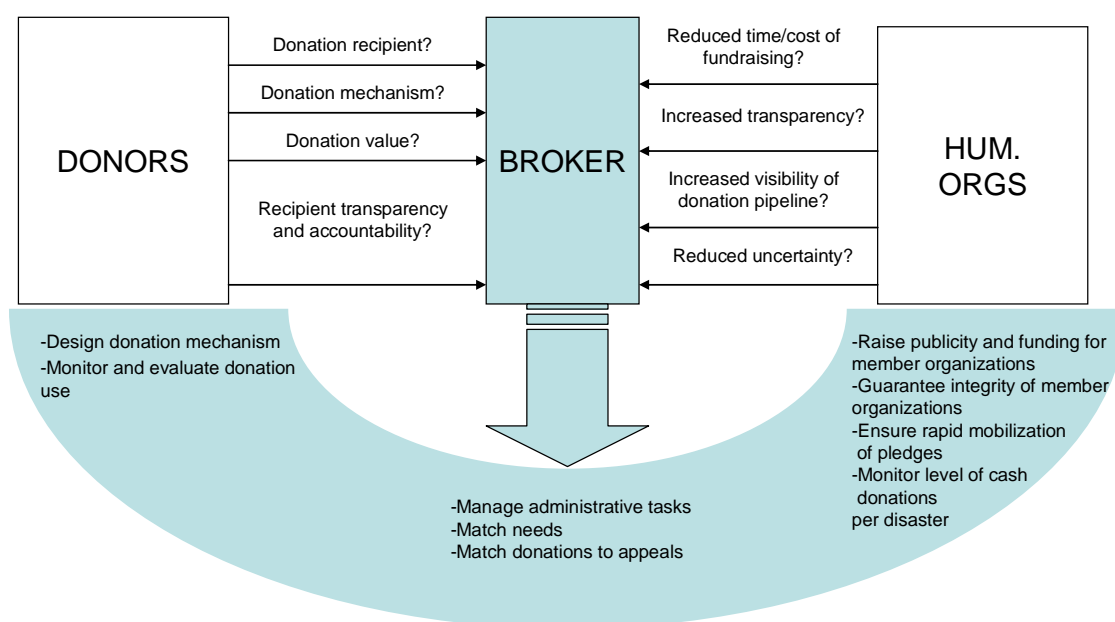 DONORS
Donation recipient?
Donation mechanism?
Donation value?
Recipient transparency
and accountability?
BROKER
Reduced time/cost of
fundraising?
Increased transparency?
Increased visibility of
donation pipeline?
Reduced uncertainty?
HUM.
ORGS
-Design donation mechanism
-Monitor and evaluate donation
use
-Manage administrative tasks
-Match needs
-Match donations to appeals
-Raise publicity and funding for
member organizations
-Guarantee integrity of member
organizations
-Ensure rapid mobilization
of pledges
-Monitor level of cash
donations
per disaster